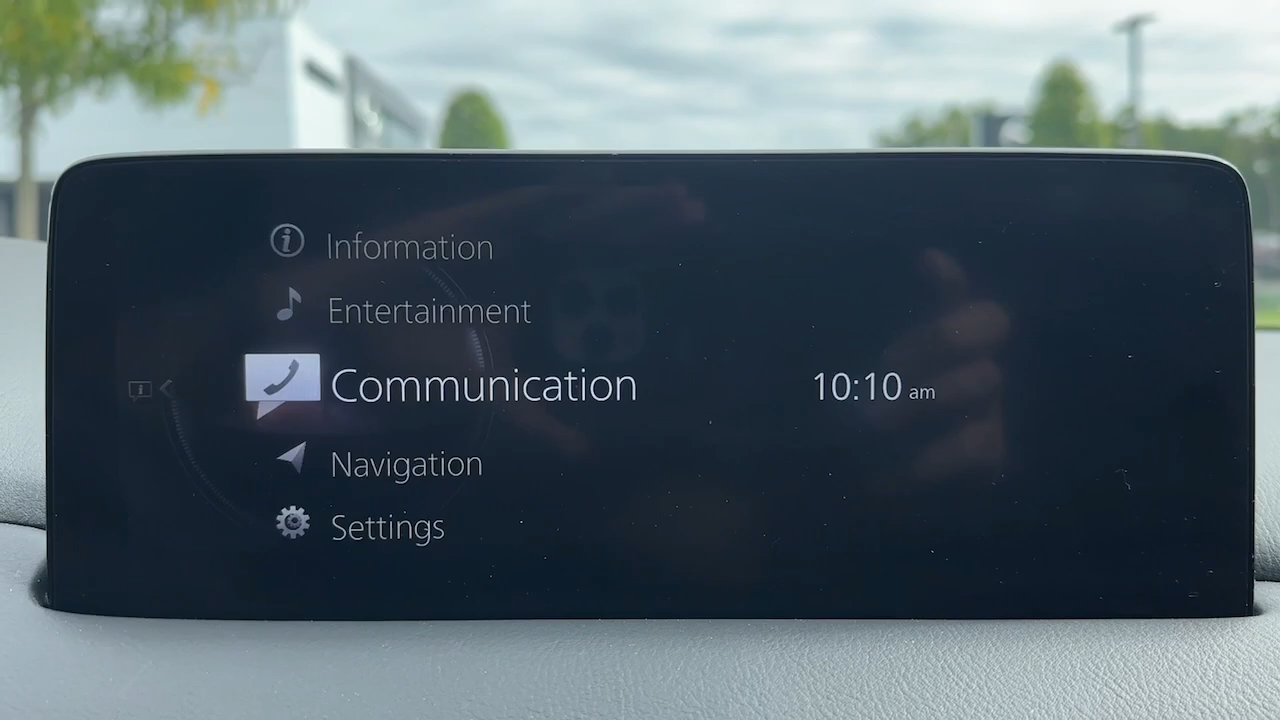 Information
Entertainment
Communication
10:10 am
Navigation
Settings